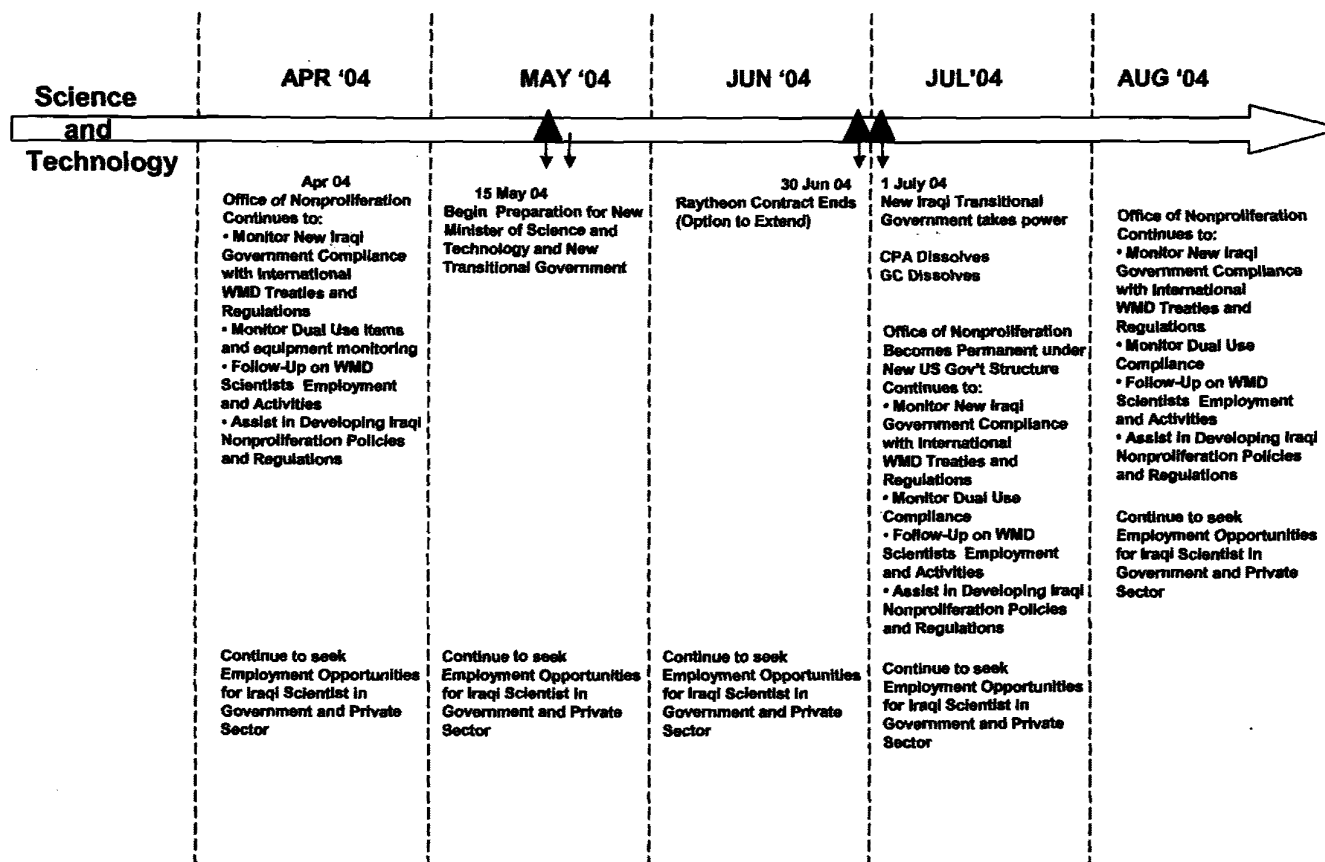 Science
and
Technology
APR '04
MAY '04
JUN '04
JUL'04
AUG '04
Apr 04
Office of Nonproliferation
Continues to:
• Monitor New Iraqi
Government Compliance
with International
WMD Treaties and
Regulations
• Monitor Dual Use Items
and equipment monitoring
• Follow-Up on WMD
Scientists Employment
and Activities
• Assist in Developing Iraqi
Nonproliferation Policies
and Regulations
Continue to seek
Employment Opportunities
for Iraqi Scientist in
Government and Private
Sector
15 May 04
Begin Preparation for New
Minister of Science and
Technology and New
Transitional Government
Continue to seek
Employment Opportunities
for Iraqi Scientist in
Government and Private
Sector
30 Jun 04
Raytheon Contract Ends
(Option to Extend)
Continue to seek
Employment Opportunities
for Iraqi Scientist in
Government and Private
Sector
1 July 04
New Iraqi Transitional
Government takes power
CPA Dissolves
GC Dissolves
Office of Nonproliferation
Becomes Permanent under
New US Gov't Structure
Continues to:
• Monitor New Iraqi
Government Compliance
with International
WMD Treaties and
Regulations
• Monitor Dual Use
Compliance
• Follow-Up on WMD
Scientists Employment
and Activities
• Assist in Developing Iraqi
Nonproliferation Policies
and Regulations
Continue to seek
Employment Opportunities
for Iraqi Scientist in
Government and Private
Sector
Office of Nonproliferation
Continues to:
• Monitor New Iraqi
Government Compliance
with International
WMD Treaties and
Regulations
• Monitor Dual Use
Compliance
• Follow-Up on WMD
Scientists Employment
and Activities
• Assist in Developing Iraqi
Nonproliferation Policies
and Regulations
Continue to seek
Employment Opportunities
for Iraqi Scientist in
Government and Private
Sector